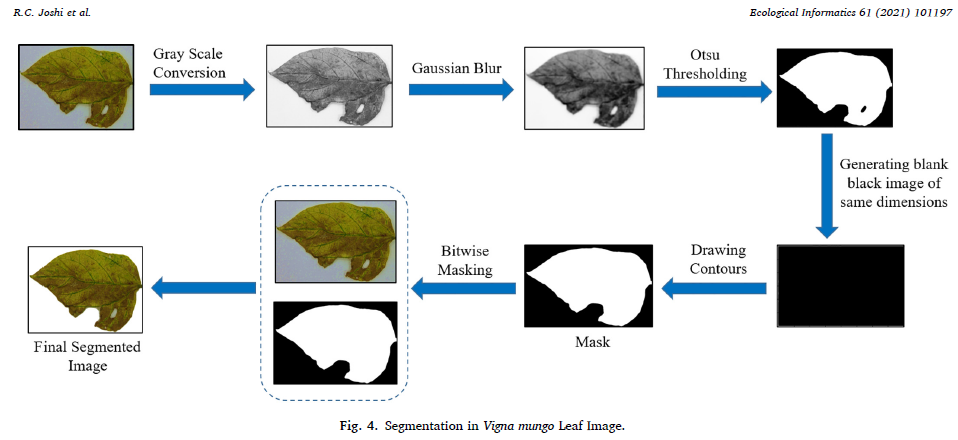 R.C. Joshi et al.
Ecological Informatics 61 (2021) 101197
Gray Scale
Conversion
Gaussian Blur
Otsu
Thresholding
Generating blank
black image of
same dimensions
Drawing
Contours
Mask
Bitwise
Masking
Final Segmented
Image
Fig. 4. Segmentation in Vigna mungo Leaf Image.